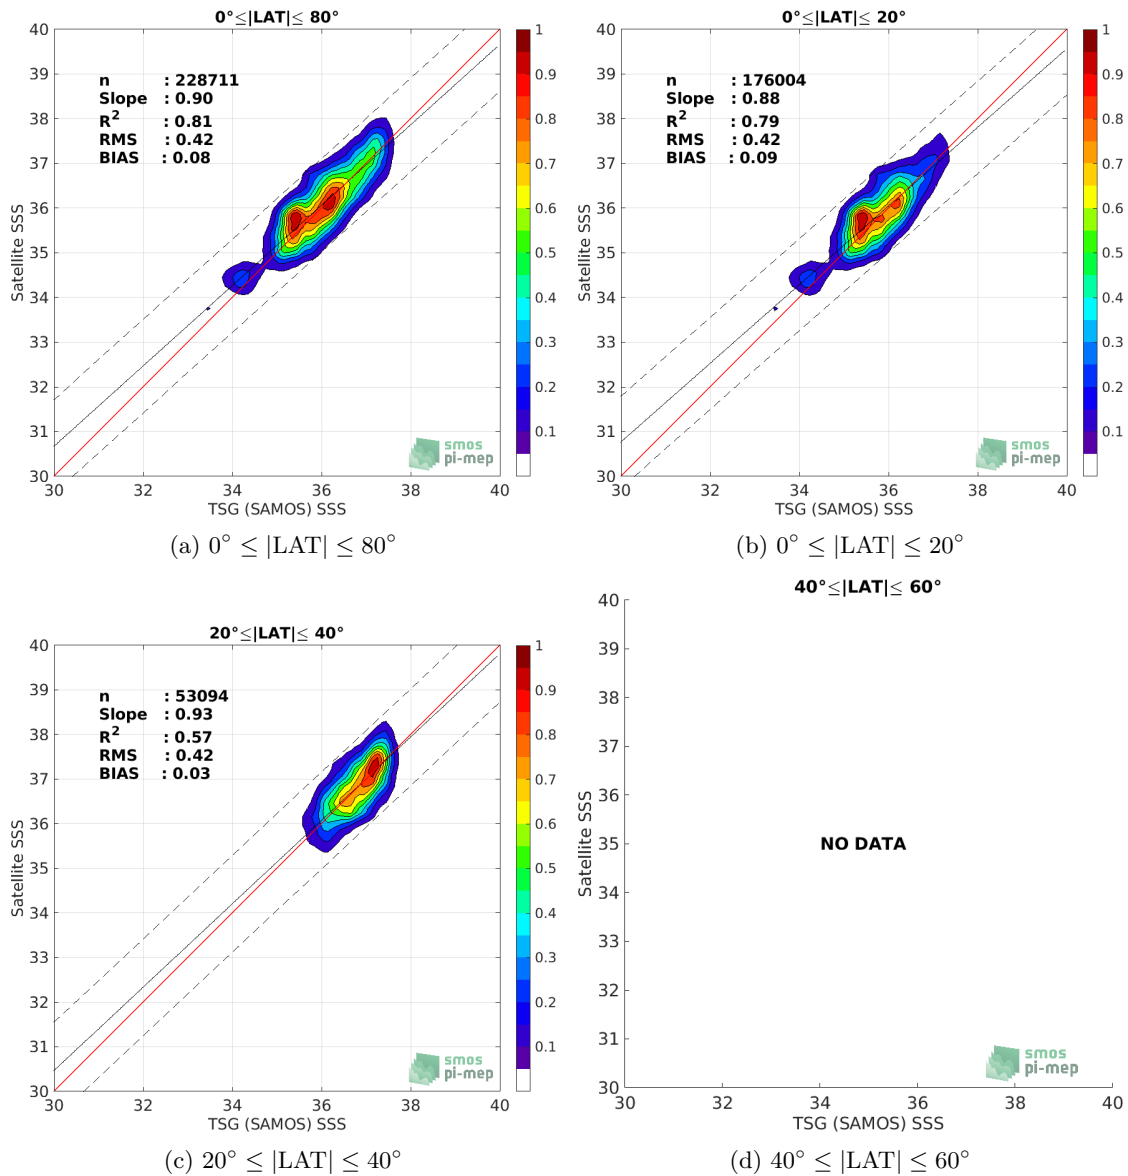 0°≤|LAT|≤ 80°
40
39
38
37
36
35
34
33
32
31
30
Satellite SSS
n : 228711
Slope : 0.90
R2 : 0.81
RMS : 0.42
BIAS : 0.08
1
0.9
0.8
0.7
0.6
0.5
0.4
0.3
0.2
0.1
smos
pi-mep
30 32 34 36 38 40
TSG (SAMOS) SSS
(a) 0° ≤ |LAT| ≤ 80°
0°≤|LAT|≤ 20°
40
39
38
37
36
35
34
33
32
31
30
Satellite SSS
n : 176004
Slope : 0.88
R2 : 0.79
RMS : 0.42
BIAS : 0.09
1
0.9
0.8
0.7
0.6
0.5
0.4
0.3
0.2
0.1
smos
pi-mep
30 32 34 36 38 40
TSG (SAMOS) SSS
(b) 0° ≤ |LAT| ≤ 20°
20°≤|LAT|≤ 40°
40
39
38
37
36
35
34
33
32
31
30
Satellite SSS
n : 53094
Slope : 0.93
R2 : 0.57
RMS : 0.42
BIAS : 0.03
1
0.9
0.8
0.7
0.6
0.5
0.4
0.3
0.2
0.1
smos
pi-mep
30 32 34 36 38 40
TSG (SAMOS) SSS
(c) 20° ≤ |LAT| ≤ 40°
40°≤|LAT|≤ 60°
40
39
38
37
36
35
34
33
32
31
30
Satellite SSS
NO DATA
smos
pi-mep
30 32 34 36 38 40
TSG (SAMOS) SSS
(d) 40° ≤ |LAT| ≤ 60°